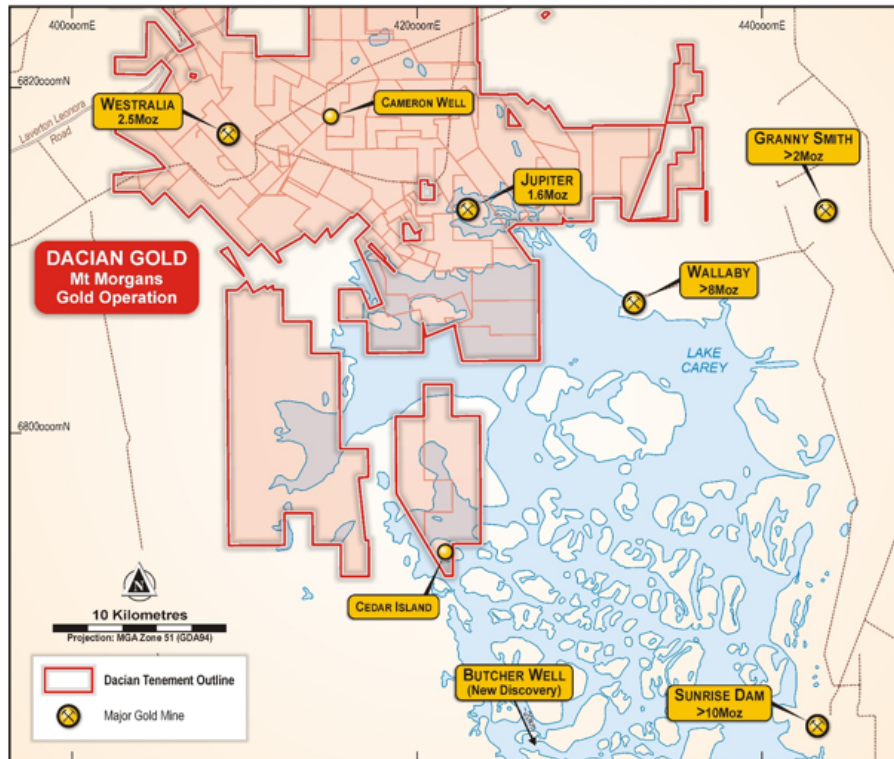 400000mE
420000mE
440000mE
6820000mN
Laverton Leonora
Road
WESTRALIA
2.5Moz
CAMERON WELL
GRANNY SMITH
>2Moz
JUPITER
1.6Moz
DACIAN GOLD
Mt Morgans
Gold Operation
WALLABY
>8Moz
LAKE
CAREY
6800000mN
CEDAR ISLAND
10 Kilometres
Projection: MGA Zone 51 (GDA94)
BUTCHER WELL
(New Discovery)
SUNRISE DAM
>10Moz
Dacian Tenement Outline
Major Gold Mine